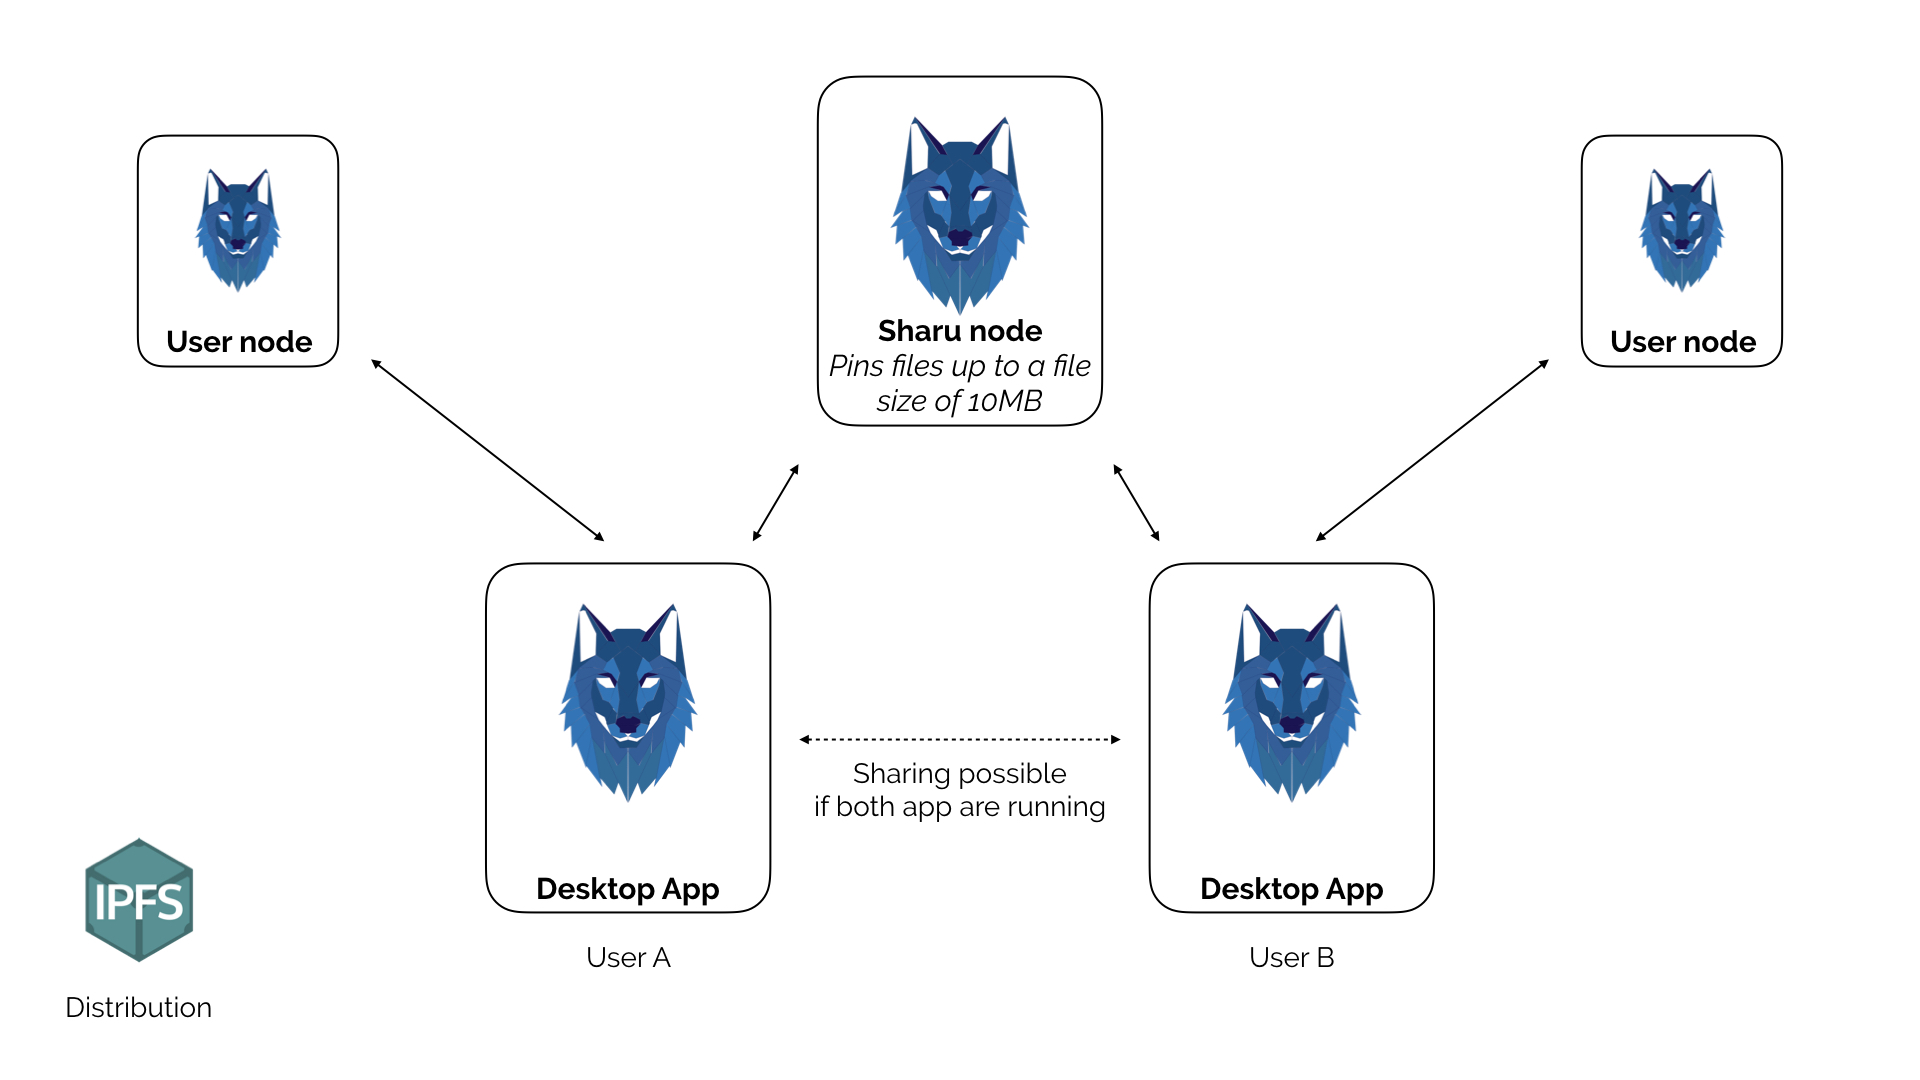 User node
Sharu node
Pins files up to a file
size of 10MB
User node
Sharing possible
if both app are running
Desktop App
Desktop App
User A
User B
IPFS
Distribution